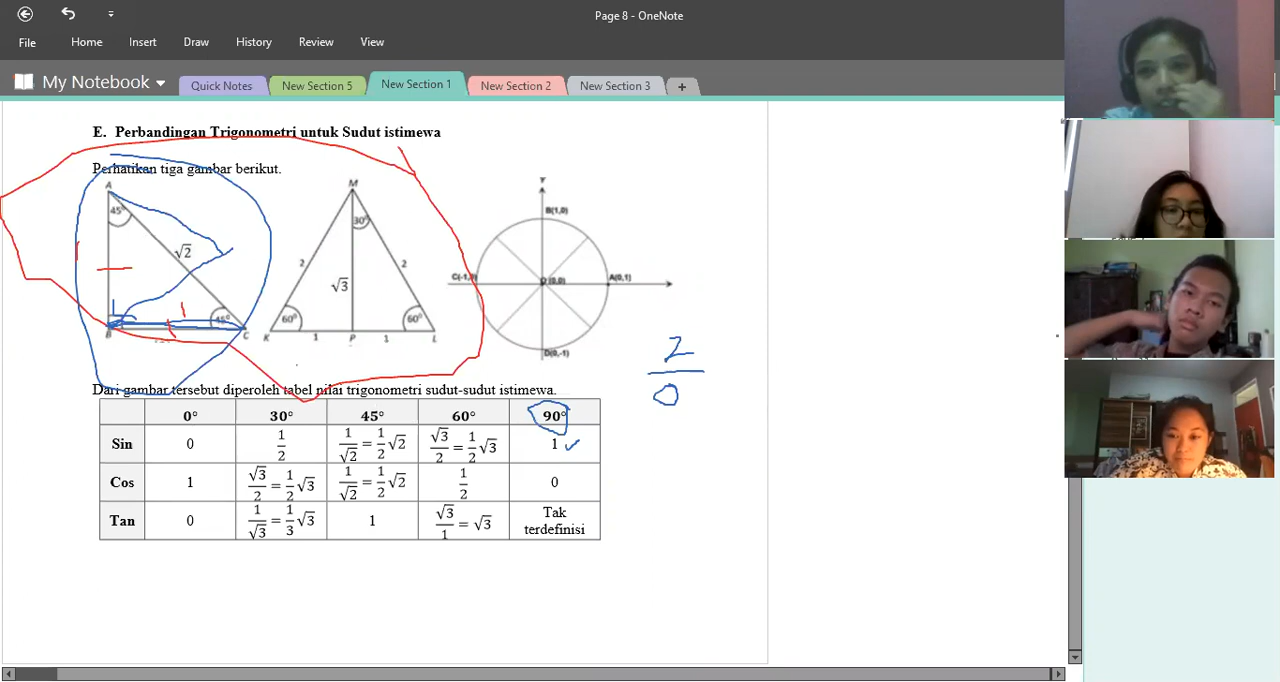 Page 8 - OneNote
File Home Insert Draw History Review View
My Notebook Quick Notes New Section 5 New Section 1 New Section 2 New Section 3 +
E. Perbandingan Trigonometri untuk Sudut istimewa
Perhatikan tiga gambar berikut.
A 45° √2 1 B 45° C
M 30° 2 2 √3 60° 60° K 1 P 1 L
Y B(1,0) C(-1,0) (0,0) A(0,1) D(0,-1)
2
0
Dari gambar tersebut diperoleh tabel nilai trigonometri sudut-sudut istimewa.
0° 30° 45° 60° 90°
Sin 0 1/2 1/√2 = 1/2 √2 √3/2 = 1/2 √3 1
Cos 1 √3/2 = 1/2 √3 1/√2 = 1/2 √2 1/2 0
Tan 0 1/√3 = 1/3 √3 1 √3/1 = √3 Tak
terdefinisi